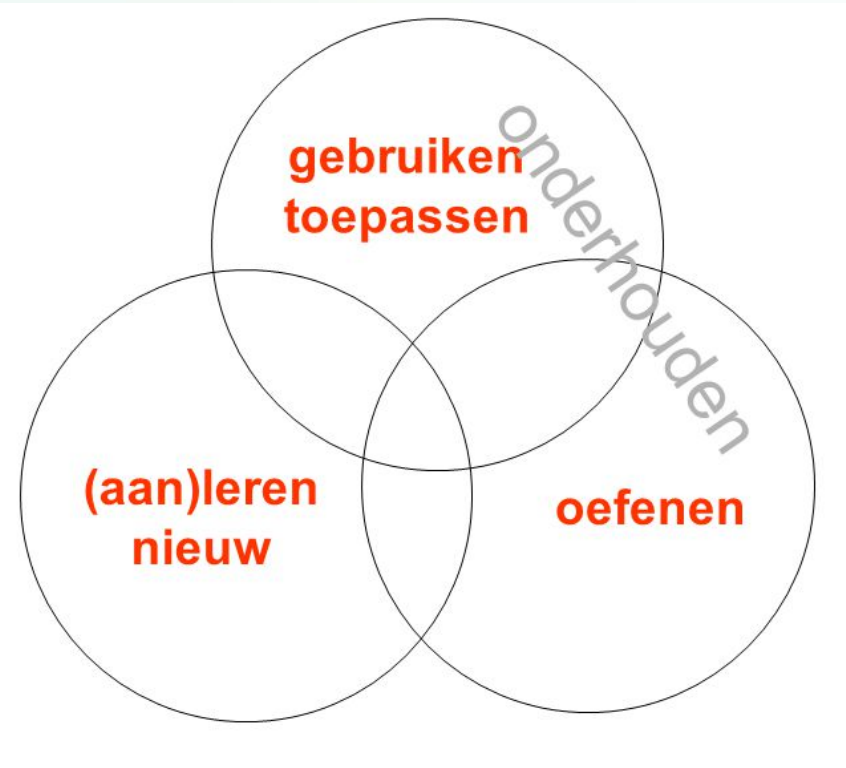 gebruiken
toepassen
onderhouden
(aan)leren
nieuw
oefenen